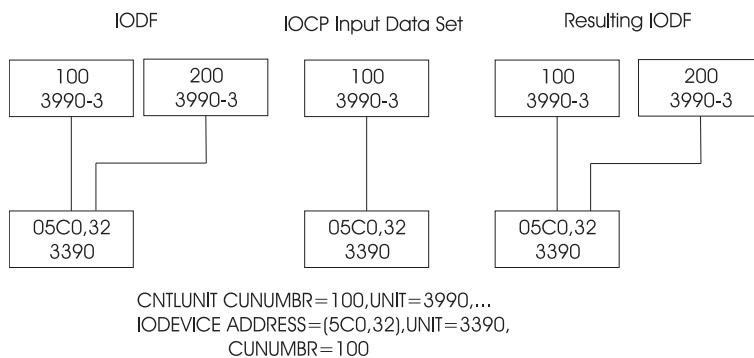 IODF
IOCP Input Data Set
Resulting IODF
100
3990-3
200
3990-3
100
3990-3
100
3990-3
200
3990-3
05C0,32
3390
05C0,32
3390
05C0,32
3390
CNTLUNIT CUNUMBR=100,UNIT=3990,...
IODEVICE ADDRESS=(5C0,32),UNIT=3390,
CUNUMBR=100